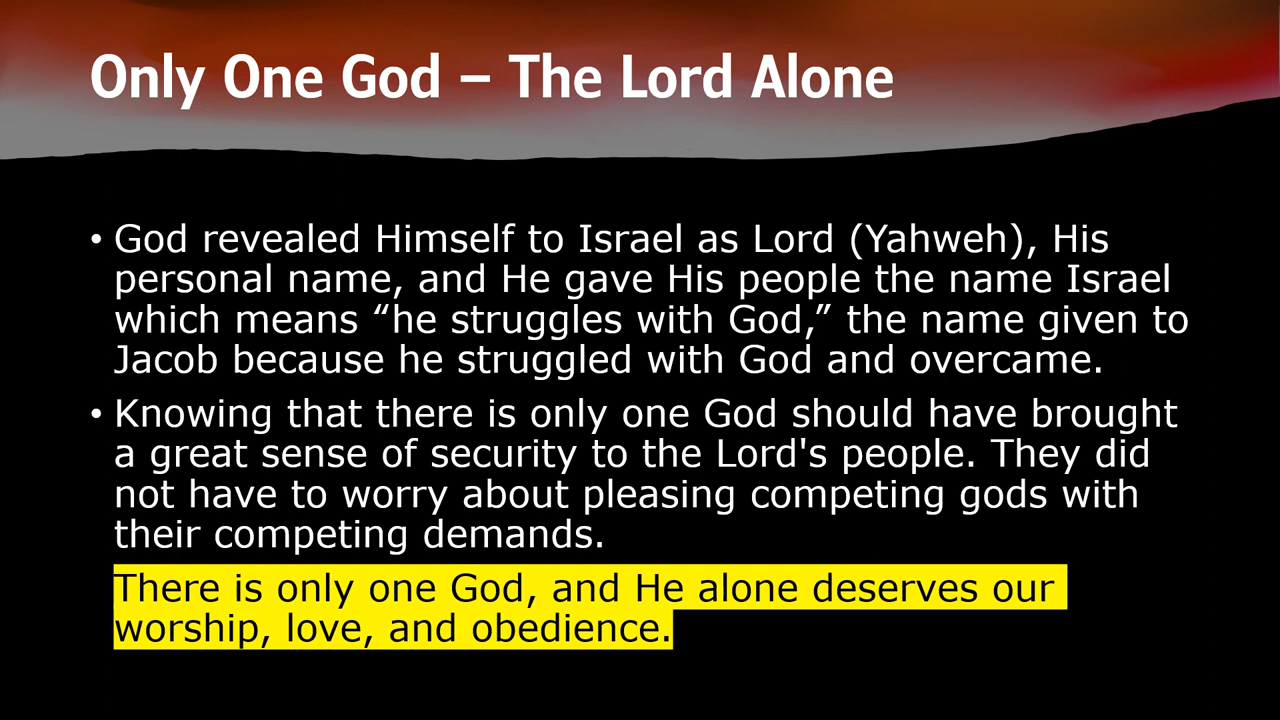 Only One God – The Lord Alone
• God revealed Himself to Israel as Lord (Yahweh), His
personal name, and He gave His people the name Israel
which means “he struggles with God,” the name given to
Jacob because he struggled with God and overcame.
• Knowing that there is only one God should have brought
a great sense of security to the Lord's people. They did
not have to worry about pleasing competing gods with
their competing demands.
There is only one God, and He alone deserves our
worship, love, and obedience.